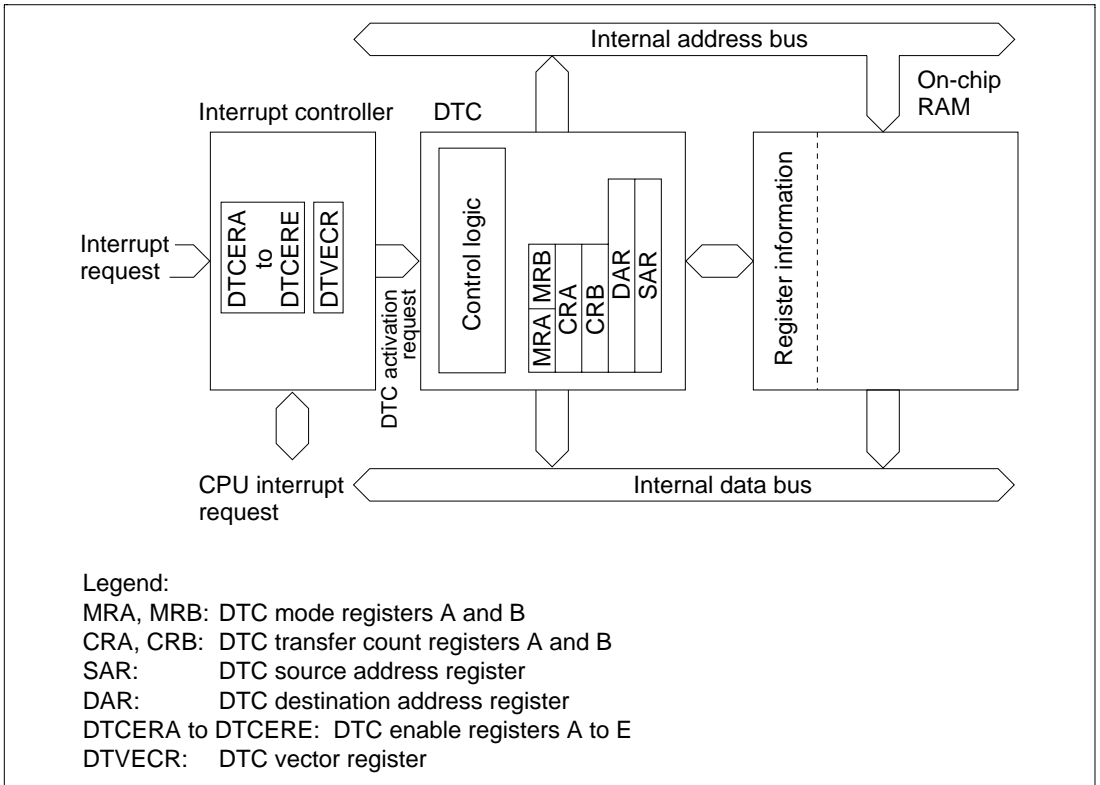 Internal address bus
On-chip
RAM
Interrupt controller
DTC
Interrupt
request
DTCERA
to
DTCERE
DTVECR
DTC activation
request
Control logic
MRA
MRB
CRA
CRB
DAR
SAR
Register information
CPU interrupt
request
Internal data bus
Legend:
MRA, MRB: DTC mode registers A and B
CRA, CRB: DTC transfer count registers A and B
SAR: DTC source address register
DAR: DTC destination address register
DTCERA to DTCERE: DTC enable registers A to E
DTVECR: DTC vector register